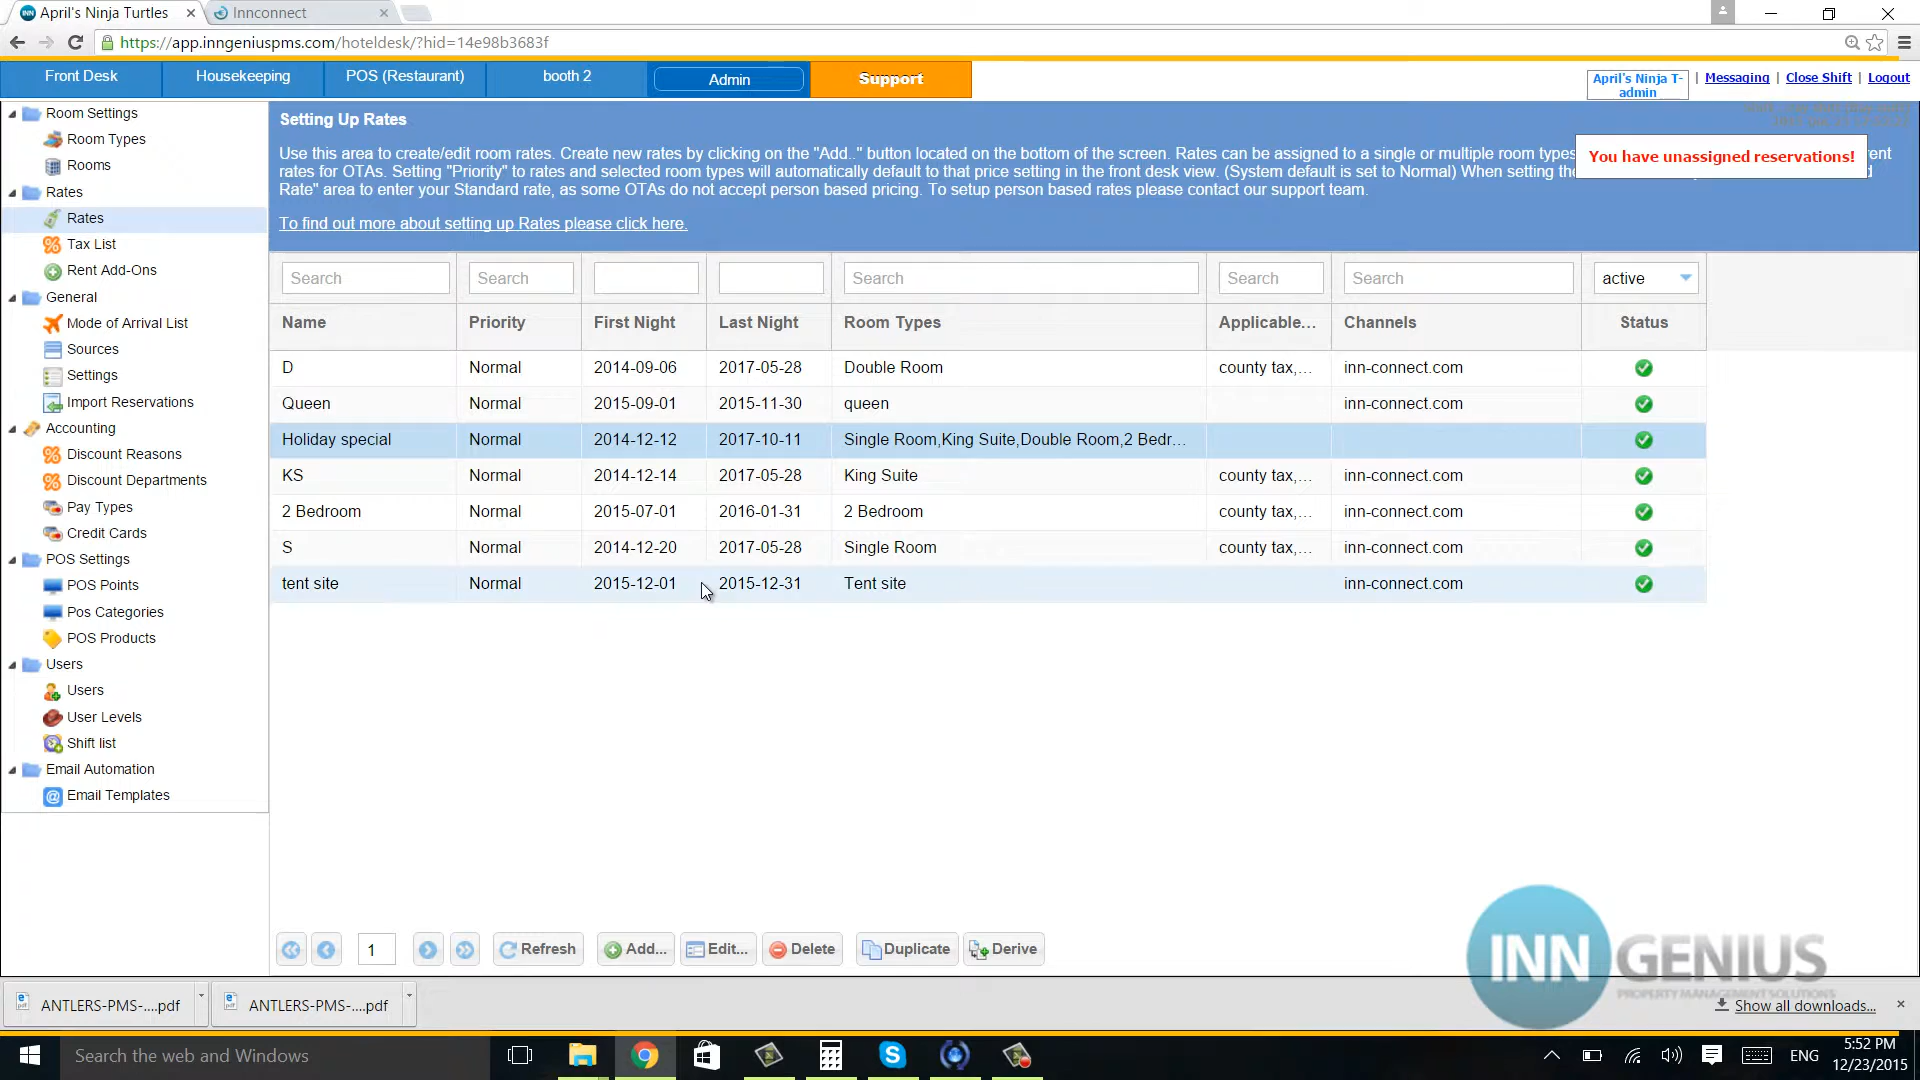 April's Ninja Turtles
Innconnect
https://app.inngeniuspms.com/hoteldesk/?hid=14e98b3683f
Front Desk
Housekeeping
POS (Restaurant)
booth 2
Admin
Support
April's Ninja T-
admin
| Messaging | Close Shift | Logout
Room Settings
Room Types
Rooms
Rates
Rates
Tax List
Rent Add-Ons
General
Mode of Arrival List
Sources
Settings
Import Reservations
Accounting
Discount Reasons
Discount Departments
Pay Types
Credit Cards
POS Settings
POS Points
Pos Categories
POS Products
Users
Users
User Levels
Shift list
Email Automation
Email Templates
Setting Up Rates
Use this area to create/edit room rates. Create new rates by clicking on the "Add.." button located on the bottom of the screen. Rates can be assigned to a single or multiple room types
rates for OTAs. Setting "Priority" to rates and selected room types will automatically default to that price setting in the front desk view. (System default is set to Normal) When setting
Rate" area to enter your Standard rate, as some OTAs do not accept person based pricing. To setup person based rates please contact our support team.
To find out more about setting up Rates please click here.
You have unassigned reservations!
Search Search Search Search Search active
Name Priority First Night Last Night Room Types Applicable... Channels Status
D Normal 2014-09-06 2017-05-28 Double Room county tax,... inn-connect.com
Queen Normal 2015-09-01 2015-11-30 queen inn-connect.com
Holiday special Normal 2014-12-12 2017-10-11 Single Room,King Suite,Double Room,2 Bedr...
KS Normal 2014-12-14 2017-05-28 King Suite county tax,... inn-connect.com
2 Bedroom Normal 2015-07-01 2016-01-31 2 Bedroom county tax,... inn-connect.com
S Normal 2014-12-20 2017-05-28 Single Room county tax,... inn-connect.com
tent site Normal 2015-12-01 2015-12-31 Tent site inn-connect.com
1 Refresh Add... Edit... Delete Duplicate Derive
INN GENIUS
PROPERTY MANAGEMENT SOLUTIONS
ANTLERS-PMS-....pdf
ANTLERS-PMS-....pdf
Show all downloads...
Search the web and Windows
ENG
5:52 PM
12/23/2015